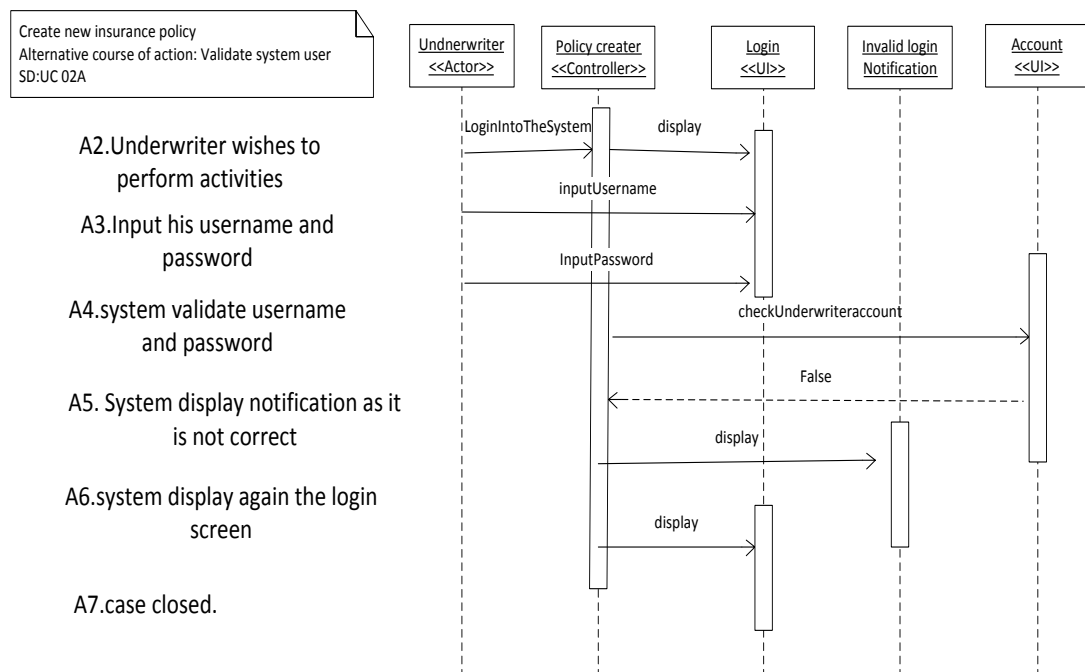 Create new insurance policy
Alternative course of action: Validate system user
SD:UC 02A
Undnerwriter
<<Actor>>
Policy creater
<<Controller>>
Login
<<UI>>
Invalid login
Notification
Account
<<UI>>
A2.Underwriter wishes to
perform activities
LoginIntoTheSystem
display
inputUsername
A3.Input his username and
password
InputPassword
A4.system validate username
and password
checkUnderwriteraccount
False
A5. System display notification as it
is not correct
display
A6.system display again the login
screen
display
A7.case closed.